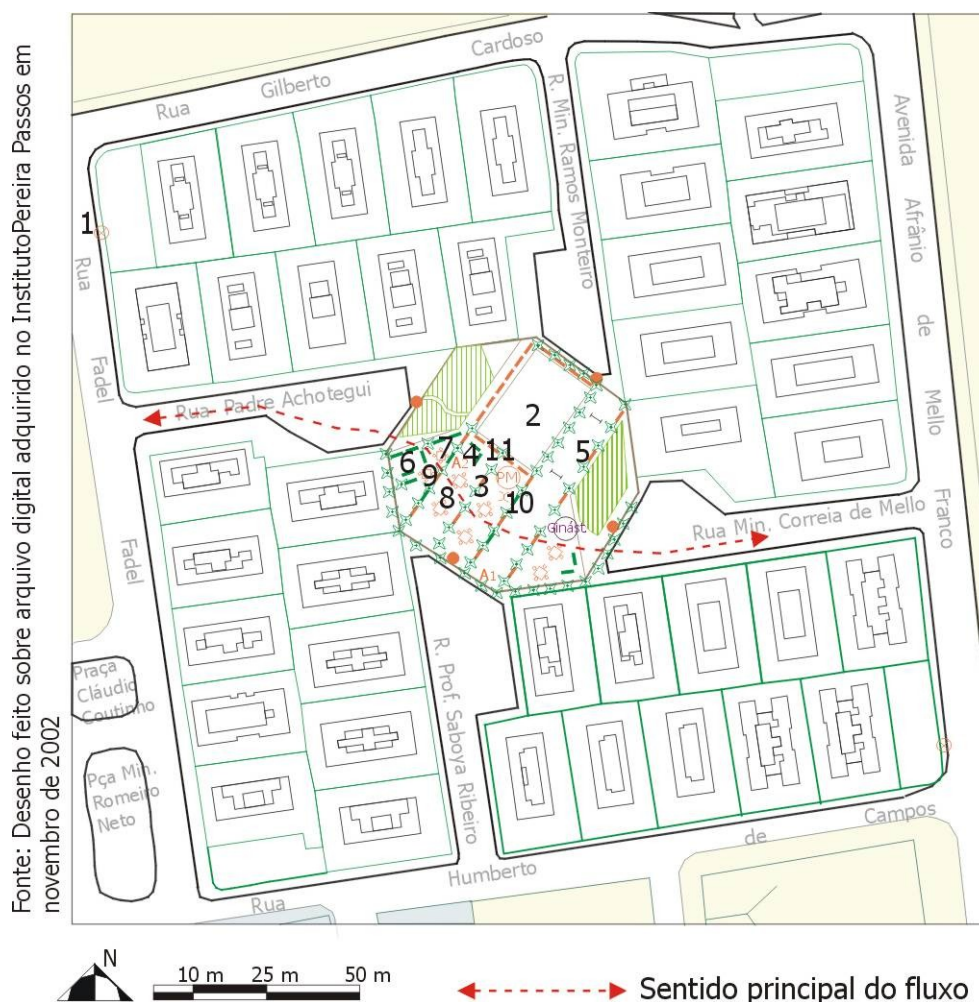 Fonte: Desenho feito sobre arquivo digital adquirido no InstitutoPereira Passos em
novembro de 2002
Rua Gilberto Cardoso
R. Min. Ramos Monteiro
Avenida Afrânio de Mello Franco
1
Rua Fadel Fadel
Rua Padre Achotegui
2
5
6
7
4
11
A2
PM
9
3
8
10
Ginást.
A1
Rua Min. Correia de Mello
R. Prof. Saboya Ribeiro
Praça
Cláudio
Coutinho
Pça Min.
Romeiro
Neto
Rua Humberto de Campos
N
10 m 25 m 50 m
Sentido principal do fluxo